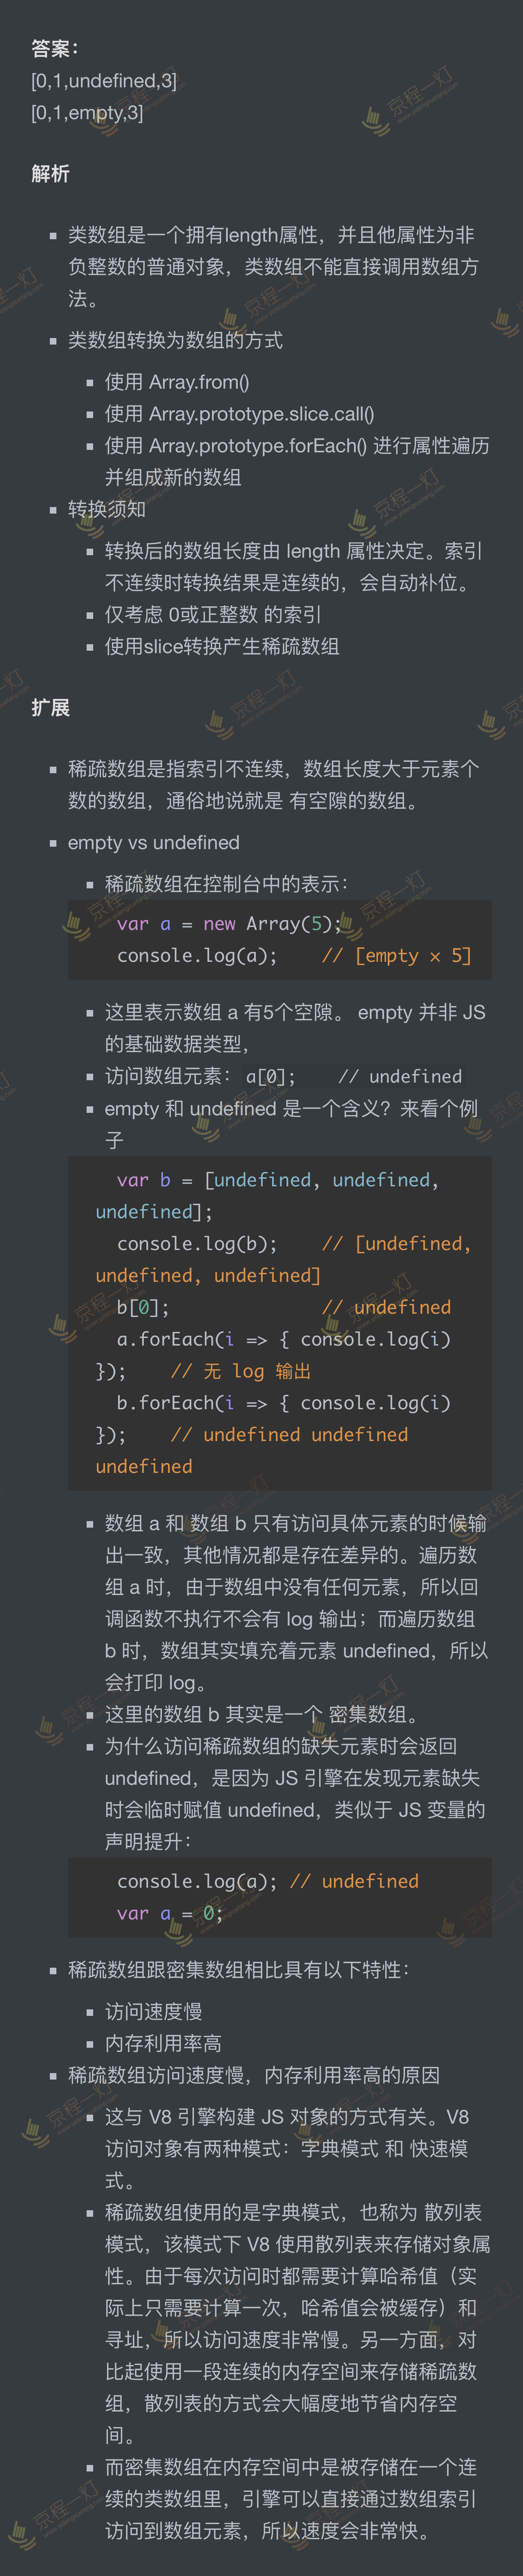 答案：
[0,1,undefined,3]
[0,1,empty,3]
解析
类数组是一个拥有length属性，并且他属性为非
负整数的普通对象，类数组不能直接调用数组方
法。
类数组转换为数组的方式
使用 Array.from()
使用 Array.prototype.slice.call()
使用 Array.prototype.forEach() 进行属性遍历
并组成新的数组
转换须知
转换后的数组长度由 length 属性决定。索引
不连续时转换结果是连续的，会自动补位。
仅考虑 0或正整数 的索引
使用slice转换产生稀疏数组
扩展
稀疏数组是指索引不连续，数组长度大于元素个
数的数组，通俗地说就是 有空隙的数组。
empty vs undefined
稀疏数组在控制台中的表示：
var a = new Array(5);
console.log(a);    // [empty × 5]
这里表示数组 a 有5个空隙。 empty 并非 JS
的基础数据类型，
访问数组元素： a[0];    // undefined
empty 和 undefined 是一个含义？来看个例
子
var b = [undefined, undefined,
undefined];
console.log(b);    // [undefined,
undefined, undefined]
b[0];              // undefined
a.forEach(i => { console.log(i)
});    // 无 log 输出
b.forEach(i => { console.log(i)
});    // undefined undefined
undefined
数组 a 和 数组 b 只有访问具体元素的时候输
出一致，其他情况都是存在差异的。遍历数
组 a 时，由于数组中没有任何元素，所以回
调函数不执行不会有 log 输出；而遍历数组
b 时，数组其实填充着元素 undefined，所以
会打印 log。
这里的数组 b 其实是一个 密集数组。
为什么访问稀疏数组的缺失元素时会返回
undefined，是因为 JS 引擎在发现元素缺失
时会临时赋值 undefined，类似于 JS 变量的
声明提升：
console.log(a); // undefined
var a = 0;
稀疏数组跟密集数组相比具有以下特性：
访问速度慢
内存利用率高
稀疏数组访问速度慢，内存利用率高的原因
这与 V8 引擎构建 JS 对象的方式有关。V8
访问对象有两种模式：字典模式 和 快速模
式。
稀疏数组使用的是字典模式，也称为 散列表
模式，该模式下 V8 使用散列表来存储对象属
性。由于每次访问时都需要计算哈希值（实
际上只需要计算一次，哈希值会被缓存）和
寻址，所以访问速度非常慢。另一方面，对
比起使用一段连续的内存空间来存储稀疏数
组，散列表的方式会大幅度地节省内存空
间。
而密集数组在内存空间中是被存储在一个连
续的类数组里，引擎可以直接通过数组索引
访问到数组元素，所以速度会非常快。
京程一灯